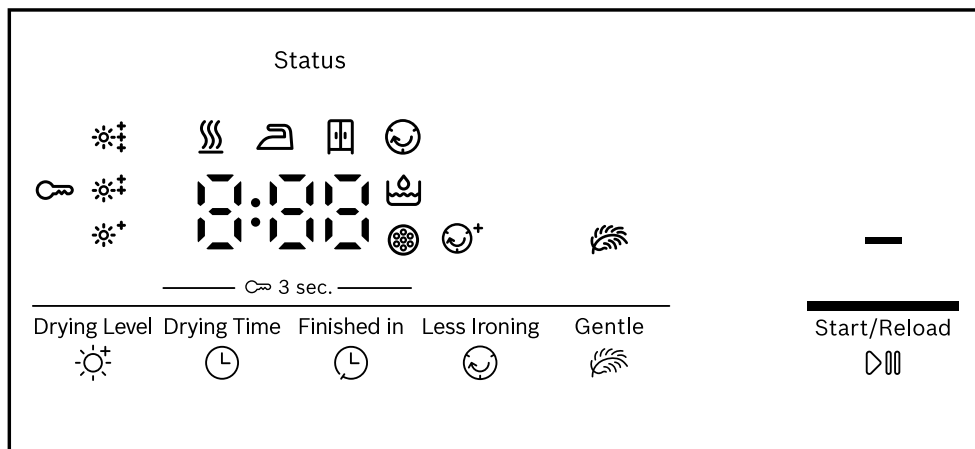 Status
8:88
3 sec.
Drying Level Drying Time Finished in Less Ironing Gentle Start/Reload